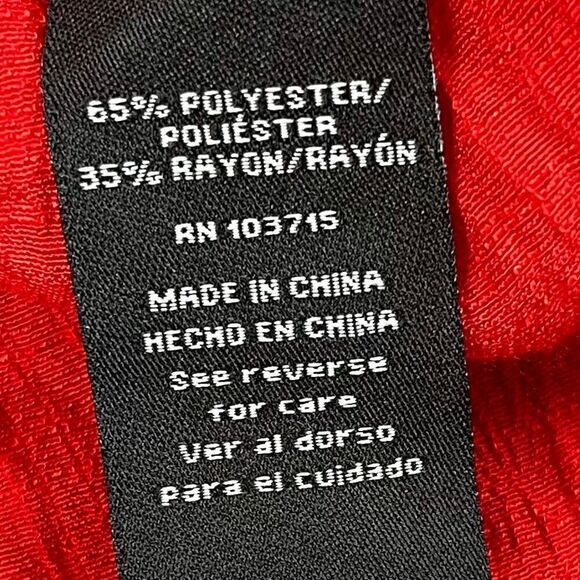 65% POLYESTER/
POLIÉSTER
35% RAYON/RAYÓN
RN 103715
MADE IN CHINA
HECHO EN CHINA
See reverse
for care
Ver al dorso
para el cuidado